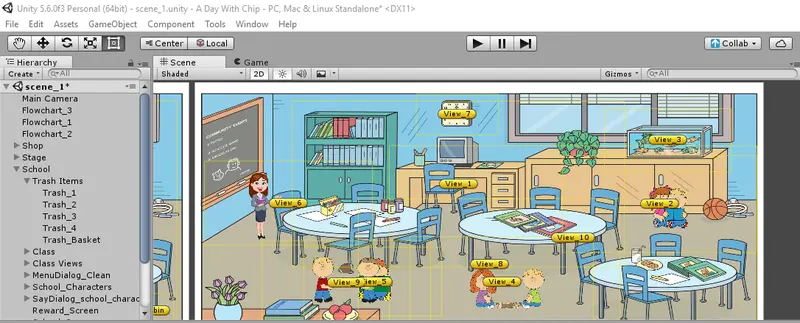 Unity 5.6.0f3 Personal (64bit) - scene_1.unity - A Day With Chip - PC, Mac & Linux Standalone* <DX11>
File Edit Assets GameObject Component Tools Window Help
Center Local Collab
Hierarchy Scene Game
Create All Shaded 2D Gizmos All
scene_1*
Main Camera
Flowchart_3
Flowchart_1
Flowchart_2
Shop
Stage
School
Trash Items
Trash_1
Trash_2
Trash_3
Trash_4
Trash_Basket
Class
Class Views
MenuDialog_Clean
School_Characters
SayDialog_school_charac
Reward_Screen
View_7
COMMUNITY EVENTS
View_3
View_1
View_6
View_2
View_10
View_8
View_9
View_5
View_4
bin